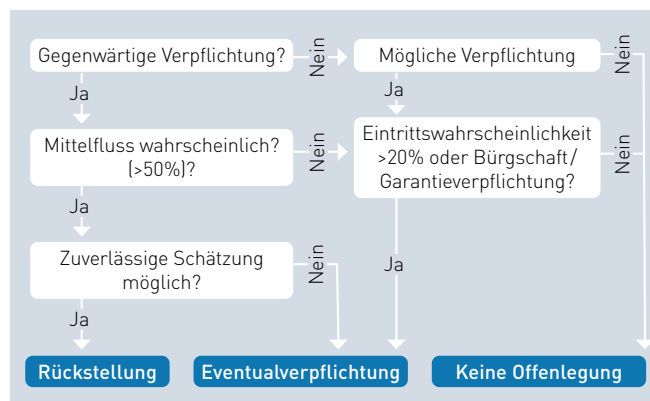 Gegenwärtige Verpflichtung?
Nein
Mögliche Verpflichtung
Nein
Ja
Ja
Mittelfluss wahrscheinlich?
(>50%)?
Nein
Eintrittswahrscheinlichkeit
>20% oder Bürgschaft/
Garantieverpflichtung?
Nein
Ja
Zuverlässige Schätzung
möglich?
Nein
Ja
Ja
Rückstellung
Eventualverpflichtung
Keine Offenlegung